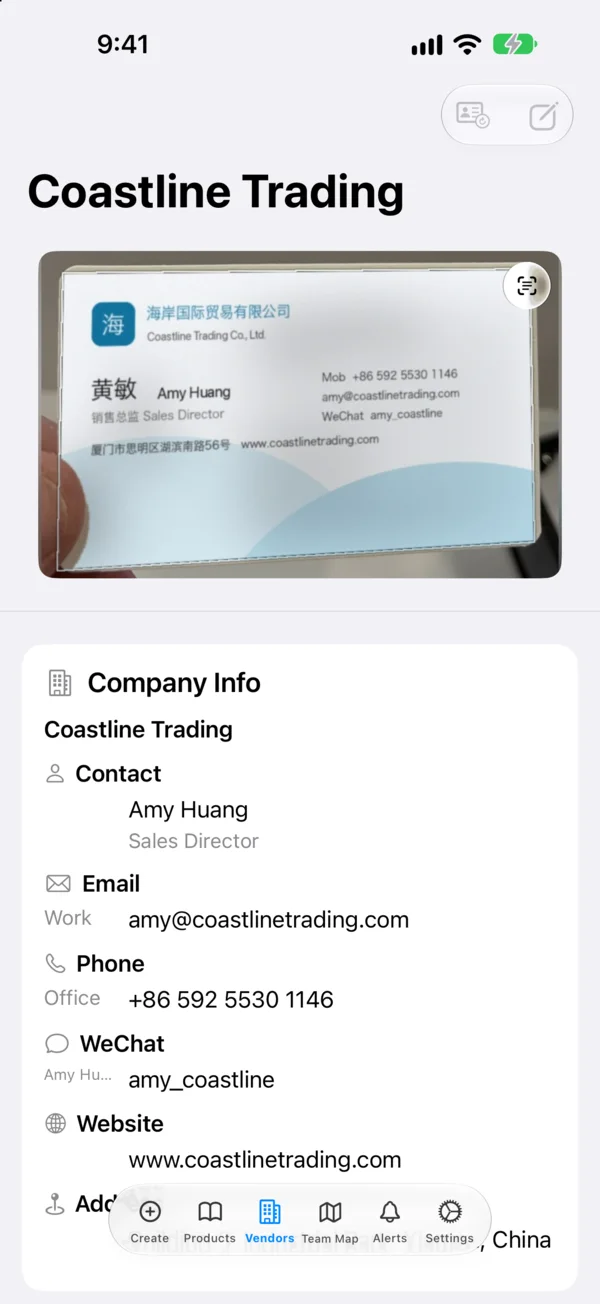 9:41
Coastline Trading
海
海岸国际贸易有限公司
Coastline Trading Co., Ltd.
黄敏 Amy Huang
销售总监 Sales Director
Mob +86 592 5530 1146
amy@coastlinetrading.com
WeChat amy_coastline
厦门市思明区湖滨南路56号 www.coastlinetrading.com
Company Info
Coastline Trading
Contact
Amy Huang
Sales Director
Email
Work amy@coastlinetrading.com
Phone
Office +86 592 5530 1146
WeChat
Amy Hu... amy_coastline
Website
www.coastlinetrading.com
Add
, China
Create Products Vendors Team Map Alerts Settings